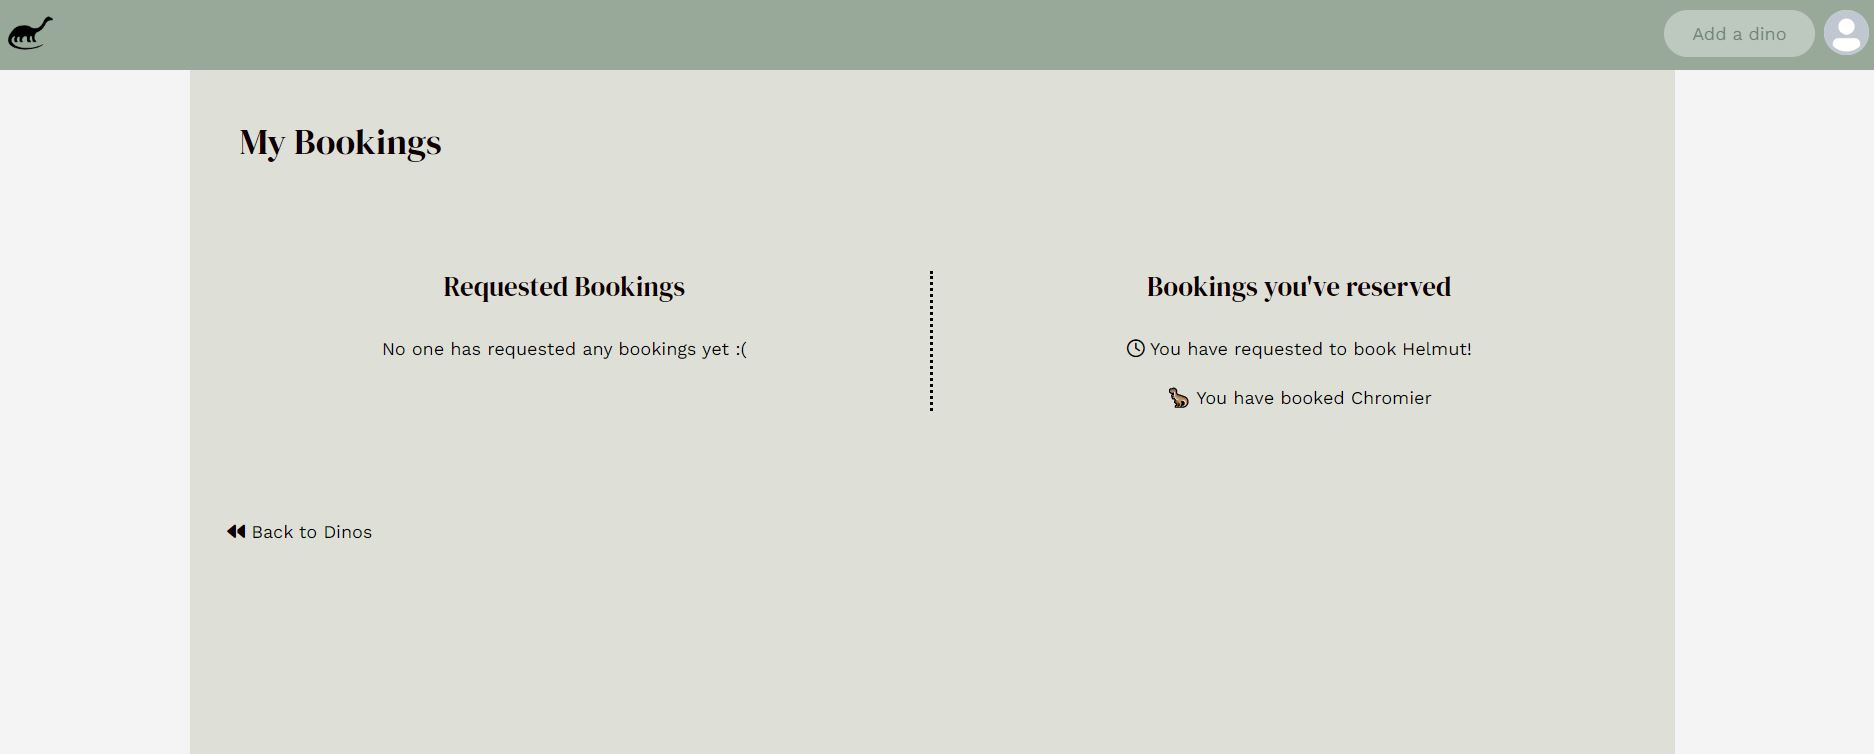 Add a dino
My Bookings
Requested Bookings
No one has requested any bookings yet :(
Bookings you've reserved
You have requested to book Helmut!
You have booked Chromier
Back to Dinos